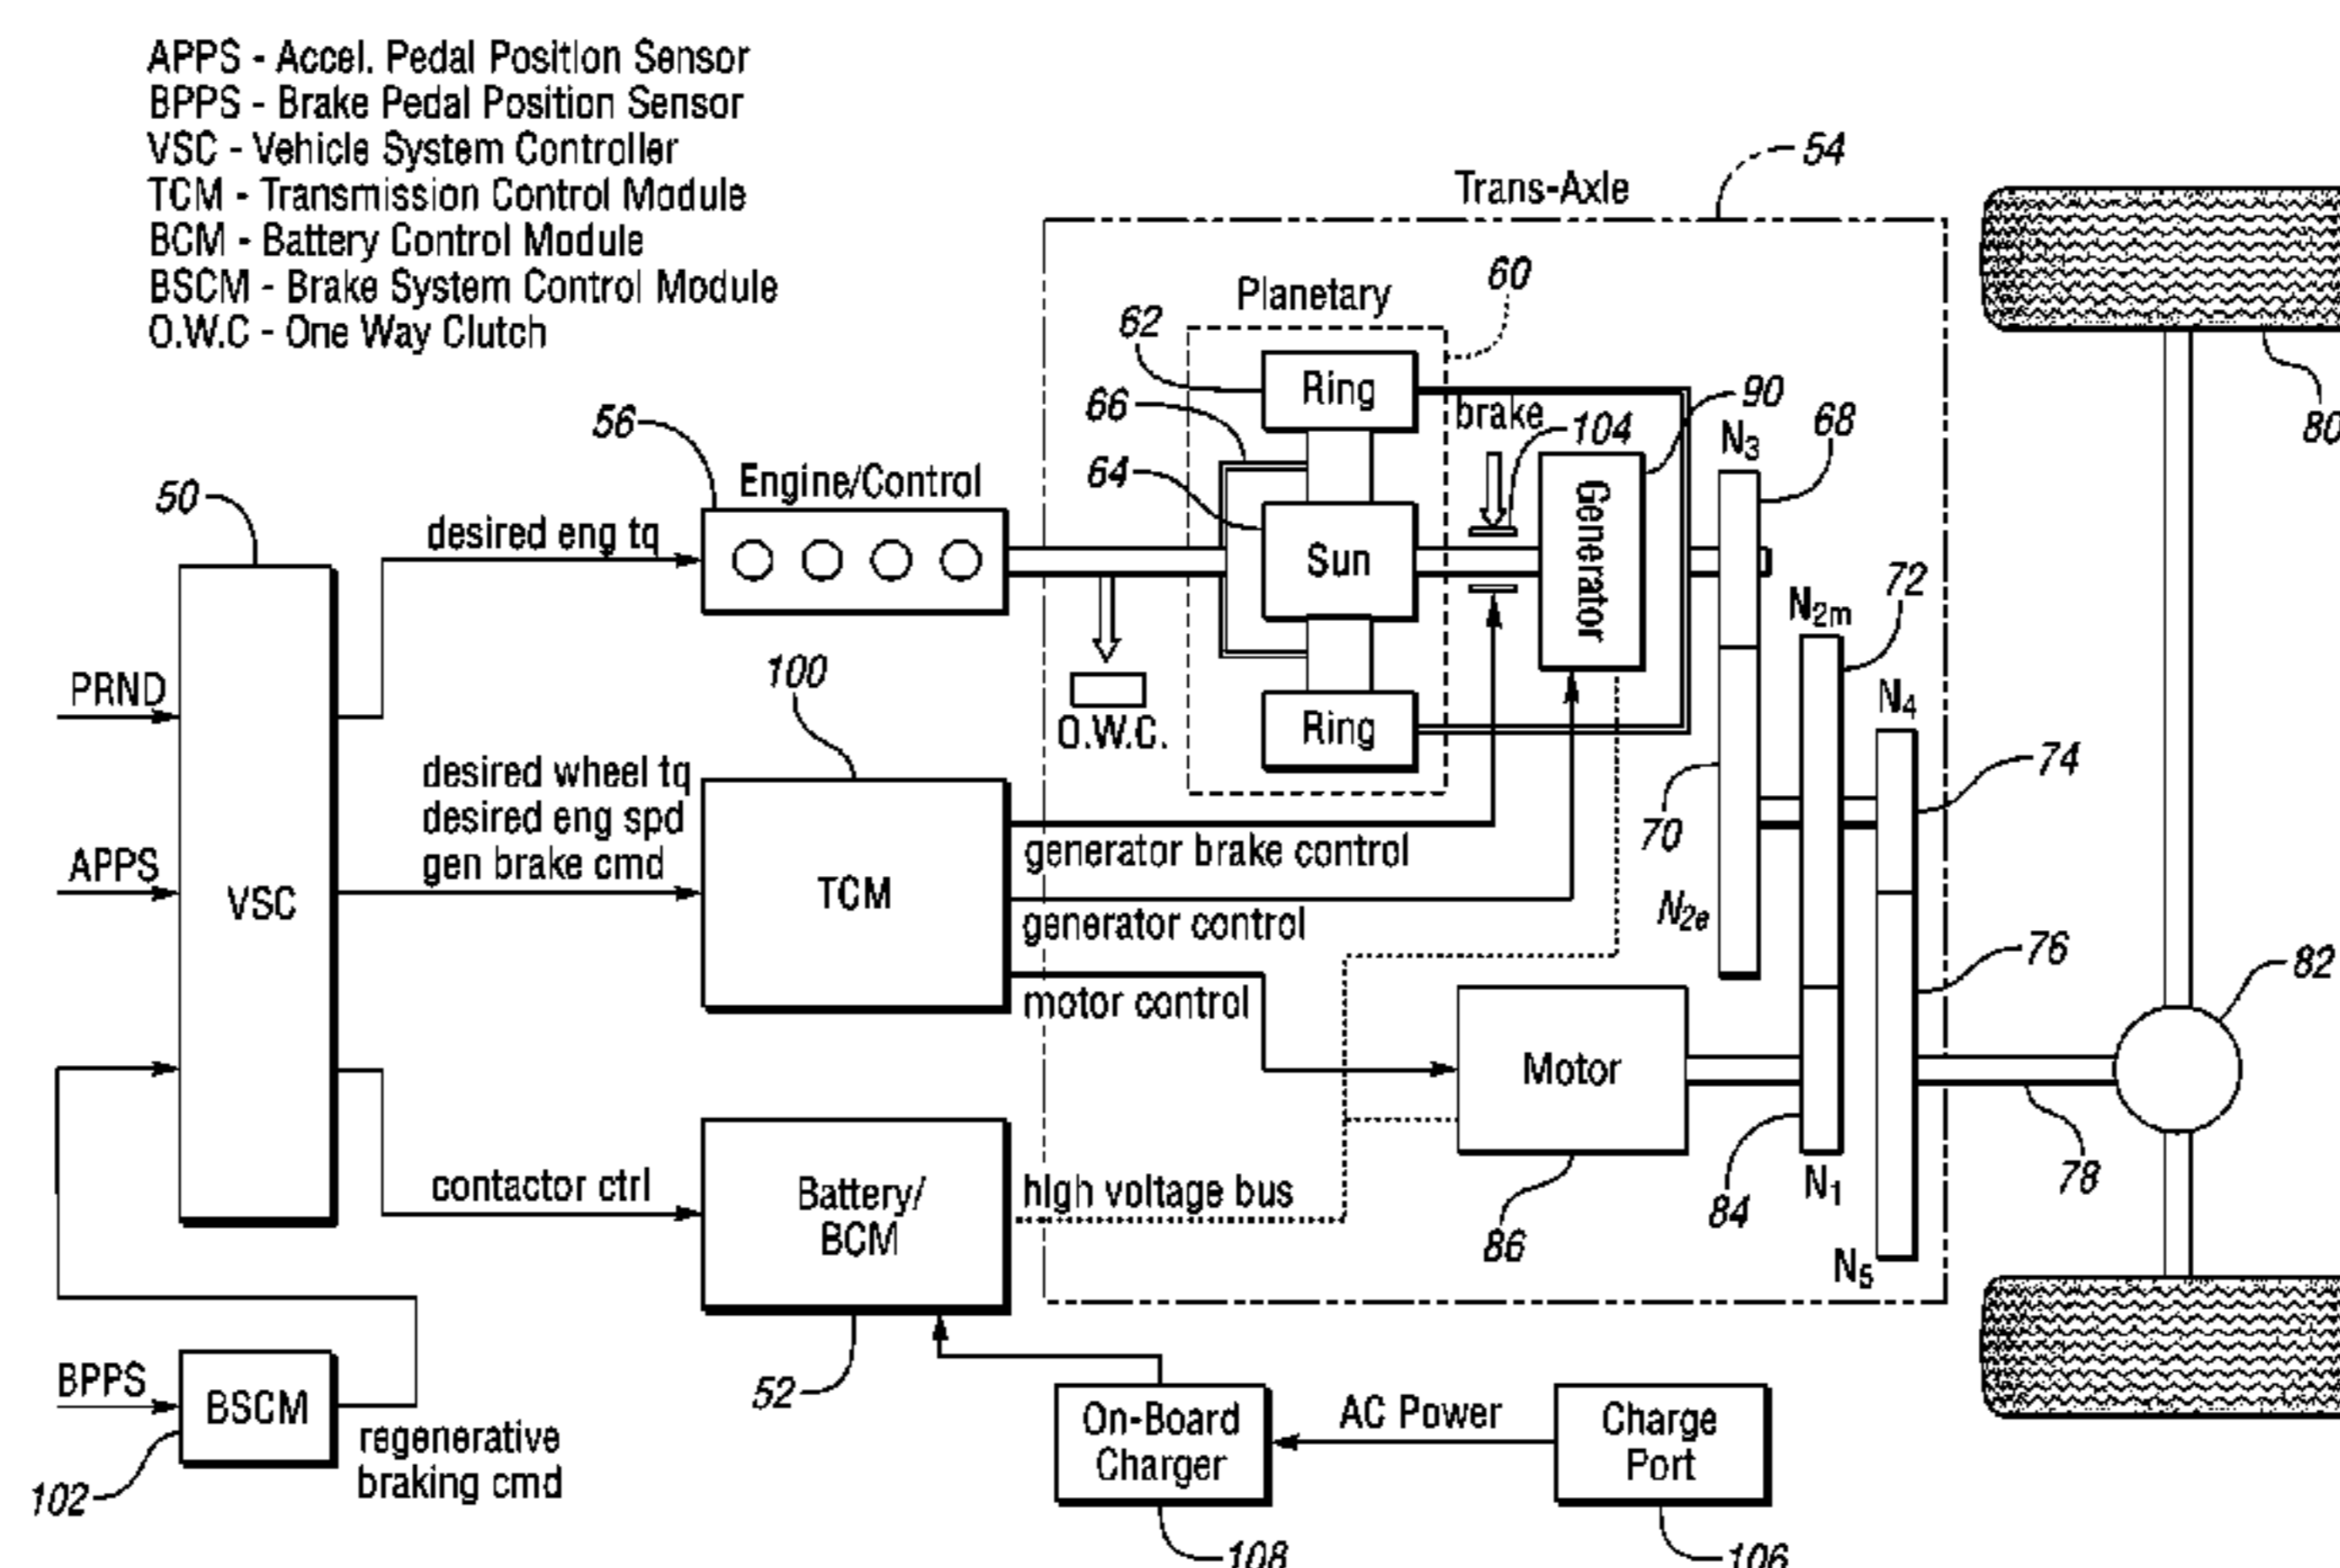 APPS - Accel. Pedal Position Sensor
BPPS - Brake Pedal Position Sensor
VSC - Vehicle System Controller
TCM - Transmission Control Module
BCM - Battery Control Module
BSCM - Brake System Control Module
O.W.C - One Way Clutch
54
Trans-Axle
60
Planetary
62
Ring
66
brake
104
90
68
N3
80
56
64
Engine/Control
Sun
Generator
50
desired eng tq
72
N2m
PRND
100
O.W.C.
Ring
N4
74
desired wheel tq
desired eng spd
gen brake cmd
70
generator brake control
APPS
VSC
TCM
N2e
generator control
76
82
motor control
Motor
contactor ctrl
Battery/
BCM
high voltage bus
86
84
N1
78
N5
BPPS
BSCM
52
regenerative
braking cmd
102
On-Board
Charger
AC Power
Charge
Port
108
106